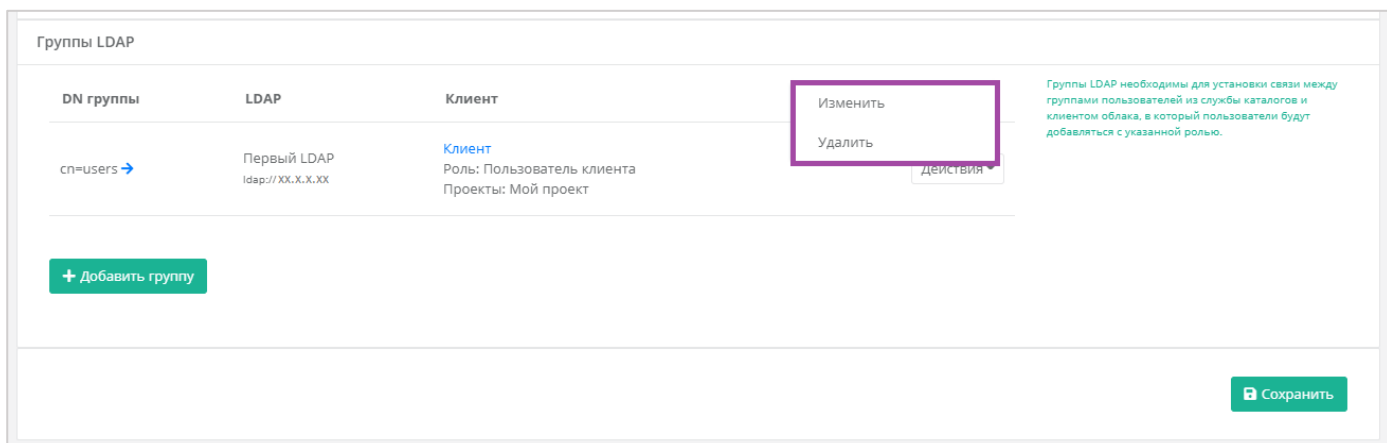 Группы LDAP
DN группы LDAP Клиент
Изменить
Удалить
Группы LDAP необходимы для установки связи между
группами пользователей из службы каталогов и
клиентом облака, в который пользователи будут
добавляться с указанной ролью.
cn=users
Первый LDAP
ldap://XX.X.X.XX
Клиент
Роль: Пользователь клиента
Проекты: Мой проект
Действия
Добавить группу
Сохранить